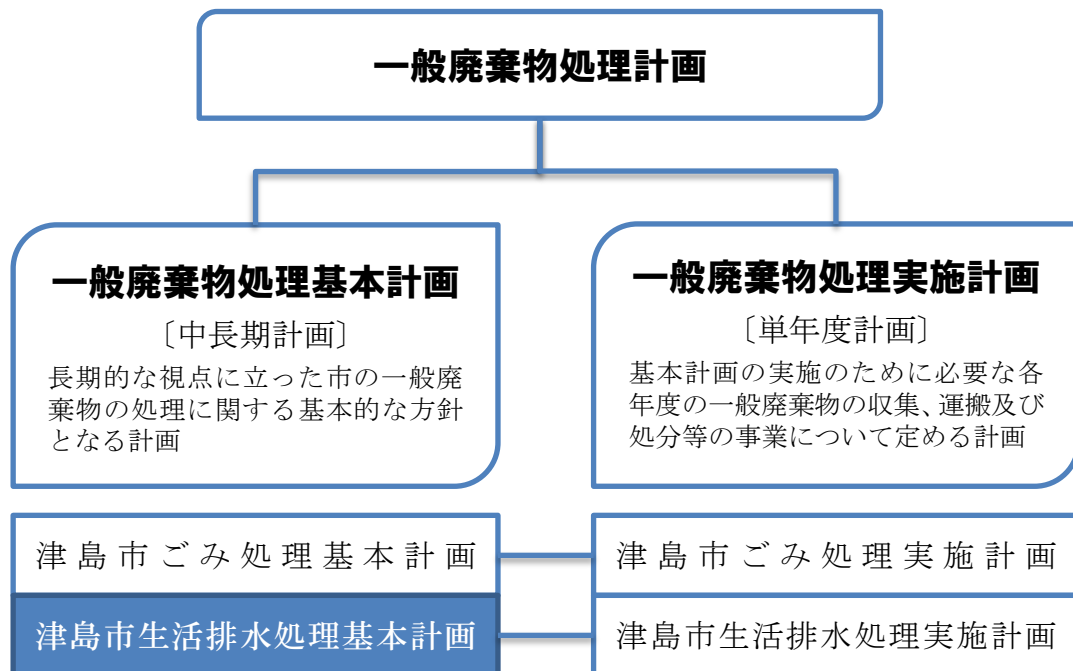 一般廃棄物処理計画
一般廃棄物処理基本計画
〔中長期計画〕
長期的な視点に立った市の一般廃
棄物の処理に関する基本的な方針
となる計画
一般廃棄物処理実施計画
〔単年度計画〕
基本計画の実施のために必要な各
年度の一般廃棄物の収集、運搬及び
処分等の事業について定める計画
津島市ごみ処理基本計画
津島市ごみ処理実施計画
津島市生活排水処理基本計画
津島市生活排水処理実施計画